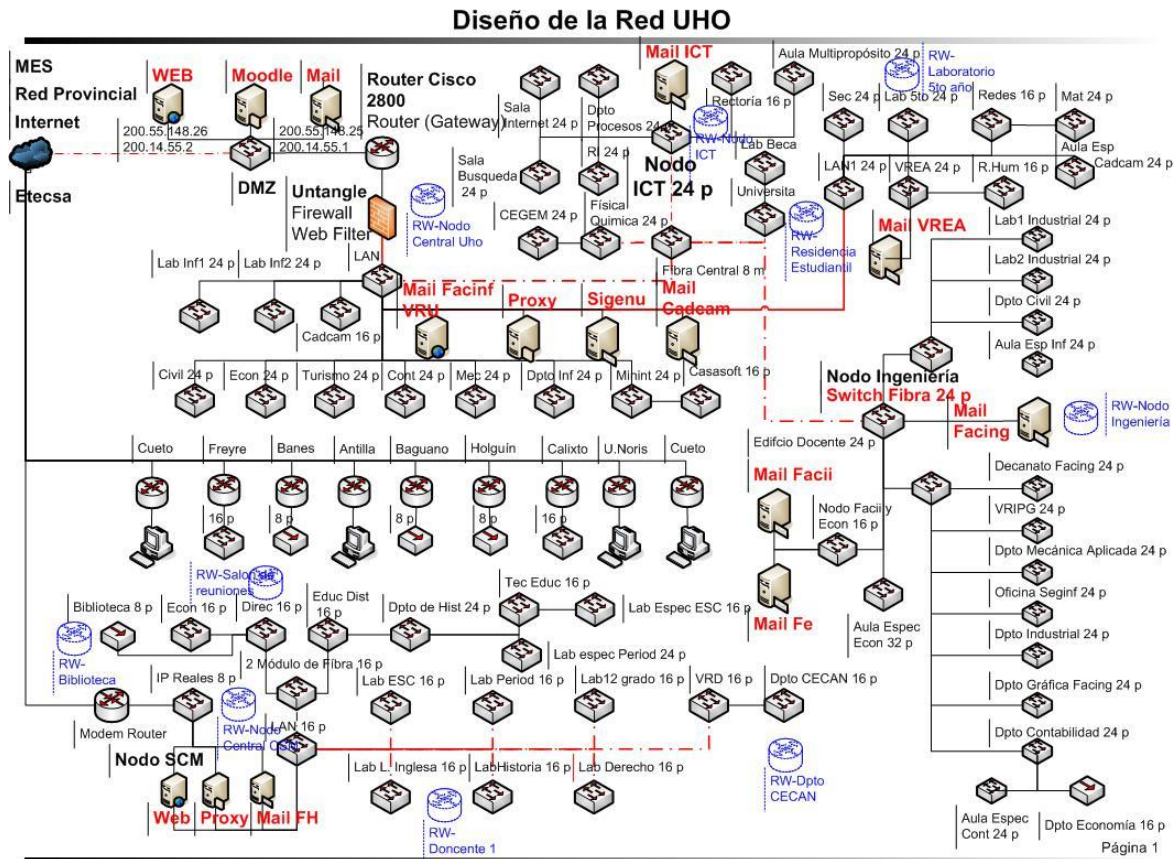 Diseño de la Red UHO
MES
Red Provincial
Internet
Etecsa
WEB
Moodle
Mail
200.55.148.26
200.14.55.2
200.55.148.25
200.14.55.1
DMZ
Router Cisco
2800
Router (Gateway)
Untangle
Firewall
Web Filter
LAN
RW-Nodo
Central Uho
Sala
Internet 24 p
Dpto
Procesos 24 p
Mail ICT
Rectoría 16 p
Aula Multipropósito 24 p
RW-Nodo
ICT
Nodo
ICT 24 p
Sala
Busqueda
24 p
RI 24 p
CEGEM 24 p
Física
Quimica 24 p
Fibra Central 8 m
Lab Beca
Universita
RW-
Residencia
Estudiantil
RW-
Laboratorio
5to año
Sec 24 p
Lab 5to 24 p
Redes 16 p
Mat 24 p
LAN1 24 p
VREA 24 p
R.Hum 16 p
Aula Esp
Cadcam 24 p
Mail VREA
Lab1 Industrial 24 p
Lab2 Industrial 24 p
Dpto Civil 24 p
Aula Esp Inf 24 p
Lab Inf1 24 p
Lab Inf2 24 p
Cadcam 16 p
Mail Facinf
VRU
Proxy
Sigenu
Mail
Cadcam
Civil 24 p
Econ 24 p
Turismo 24 p
Cont 24 p
Mec 24 p
Dpto Inf 24 p
Minint 24 p
Casasoft 16 p
Nodo Ingeniería
Switch Fibra 24 p
Mail
Facing
RW-Nodo
Ingeniería
Edifcio Docente 24 p
Cueto
Freyre
Banes
Antilla
Baguano
Holguín
Calixto
U.Noris
Cueto
16 p
8 p
8 p
8 p
16 p
Mail Facii
Nodo Facii y
Econ 16 p
Mail Fe
Aula Espec
Econ 32 p
Decanato Facing 24 p
VRIPG 24 p
Dpto Mecánica Aplicada 24 p
Oficina Seginf 24 p
Dpto Industrial 24 p
Dpto Gráfica Facing 24 p
Dpto Contabilidad 24 p
Aula Espec
Cont 24 p
Dpto Economía 16 p
RW-Salon de
reuniones
Biblioteca 8 p
Econ 16 p
Direc 16 p
Educ Dist
16 p
Dpto de Hist 24 p
Tec Educ 16 p
Lab Espec ESC 16 p
Lab espec Period 24 p
RW-
Biblioteca
2 Módulo de Fibra 16 p
IP Reales 8 p
Modem Router
RW-Nodo
Central CSM
LAN 16 p
Nodo SCM
Web
Proxy
Mail FH
Lab ESC 16 p
Lab Period 16 p
Lab12 grado 16 p
VRD 16 p
Dpto CECAN 16 p
Lab L. Inglesa 16 p
LabHistoria 16 p
Lab Derecho 16 p
RW-
Doncente 1
RW-Dpto
CECAN
Página 1